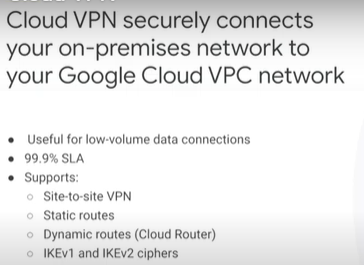 Cloud VPN securely connects
your on-premises network to
your Google Cloud VPC network
• Useful for low-volume data connections
• 99.9% SLA
• Supports:
○ Site-to-site VPN
○ Static routes
○ Dynamic routes (Cloud Router)
○ IKEv1 and IKEv2 ciphers